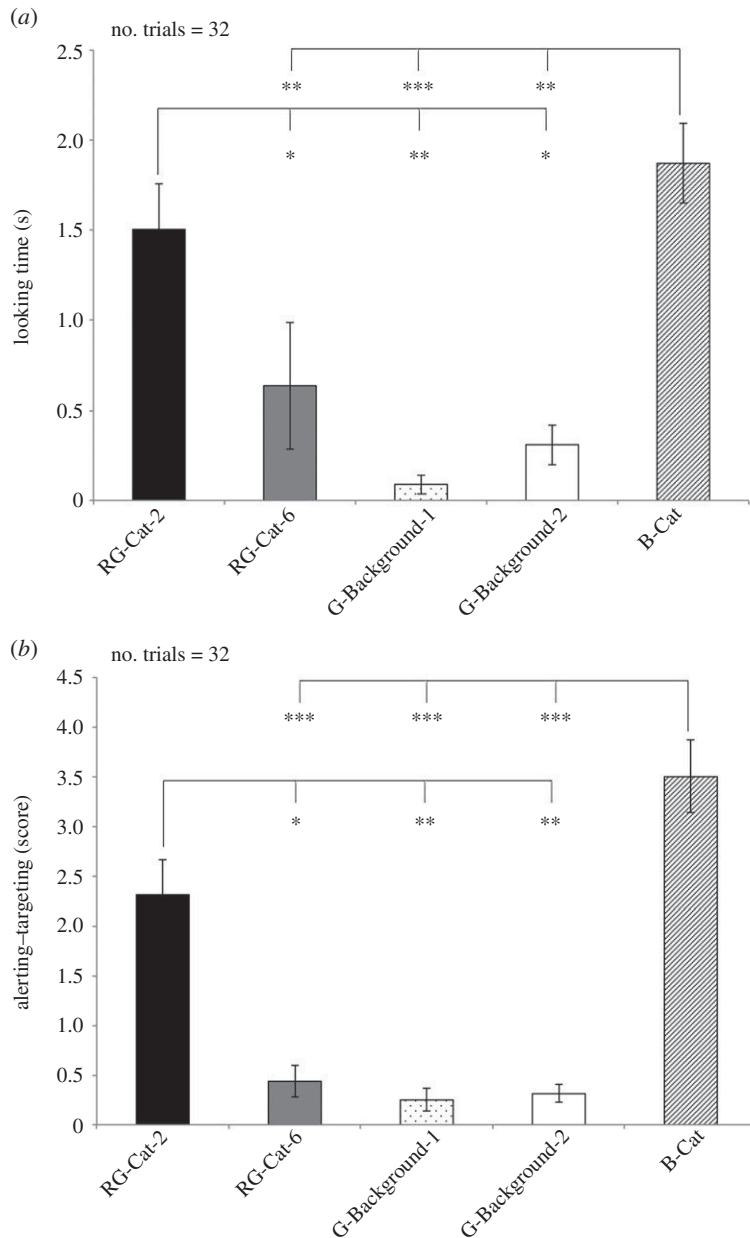 (a)
no. trials = 32
2.5
2.0
1.5
1.0
0.5
0
looking time (s)
** *** **
* ** *
RG-Cat-2
RG-Cat-6
G-Background-1
G-Background-2
B-Cat
(b)
no. trials = 32
4.5
4.0
3.5
3.0
2.5
2.0
1.5
1.0
0.5
0
alerting–targeting (score)
*** *** ***
* ** **
RG-Cat-2
RG-Cat-6
G-Background-1
G-Background-2
B-Cat